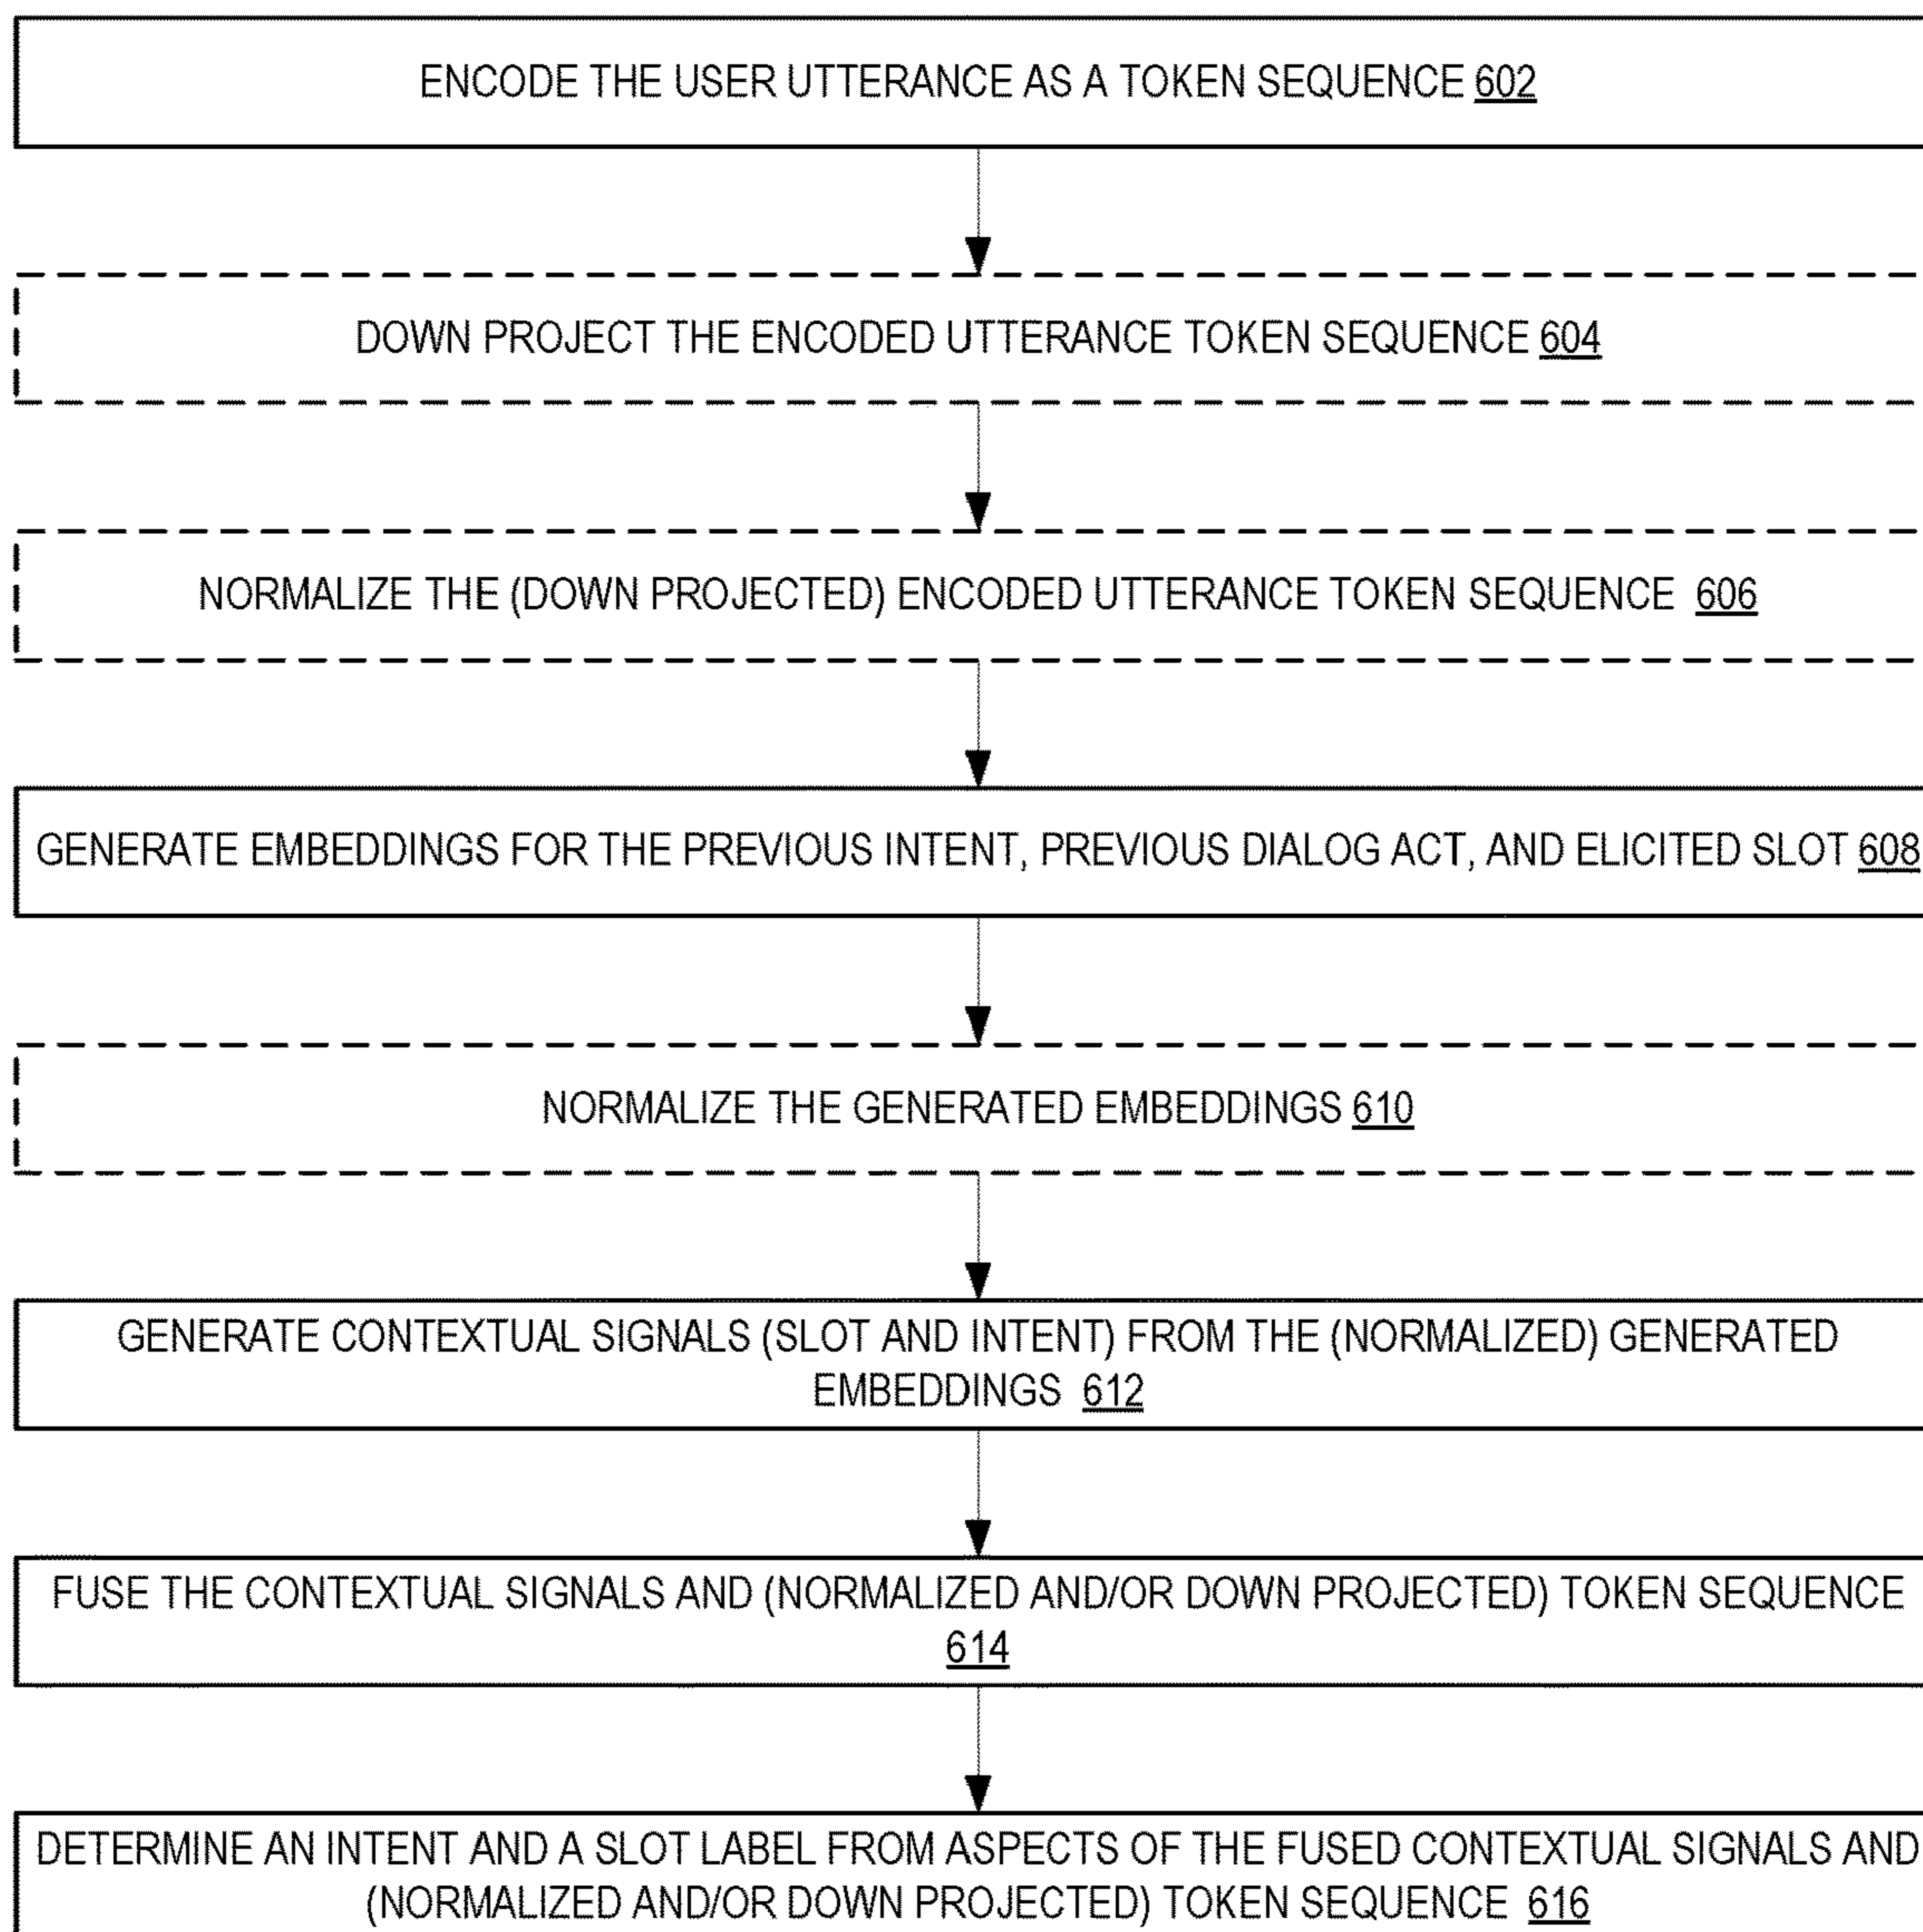 ENCODE THE USER UTTERANCE AS A TOKEN SEQUENCE 602
DOWN PROJECT THE ENCODED UTTERANCE TOKEN SEQUENCE 604
NORMALIZE THE (DOWN PROJECTED) ENCODED UTTERANCE TOKEN SEQUENCE 606
GENERATE EMBEDDINGS FOR THE PREVIOUS INTENT, PREVIOUS DIALOG ACT, AND ELICITED SLOT 608
NORMALIZE THE GENERATED EMBEDDINGS 610
GENERATE CONTEXTUAL SIGNALS (SLOT AND INTENT) FROM THE (NORMALIZED) GENERATED
EMBEDDINGS 612
FUSE THE CONTEXTUAL SIGNALS AND (NORMALIZED AND/OR DOWN PROJECTED) TOKEN SEQUENCE
614
DETERMINE AN INTENT AND A SLOT LABEL FROM ASPECTS OF THE FUSED CONTEXTUAL SIGNALS AND
(NORMALIZED AND/OR DOWN PROJECTED) TOKEN SEQUENCE 616